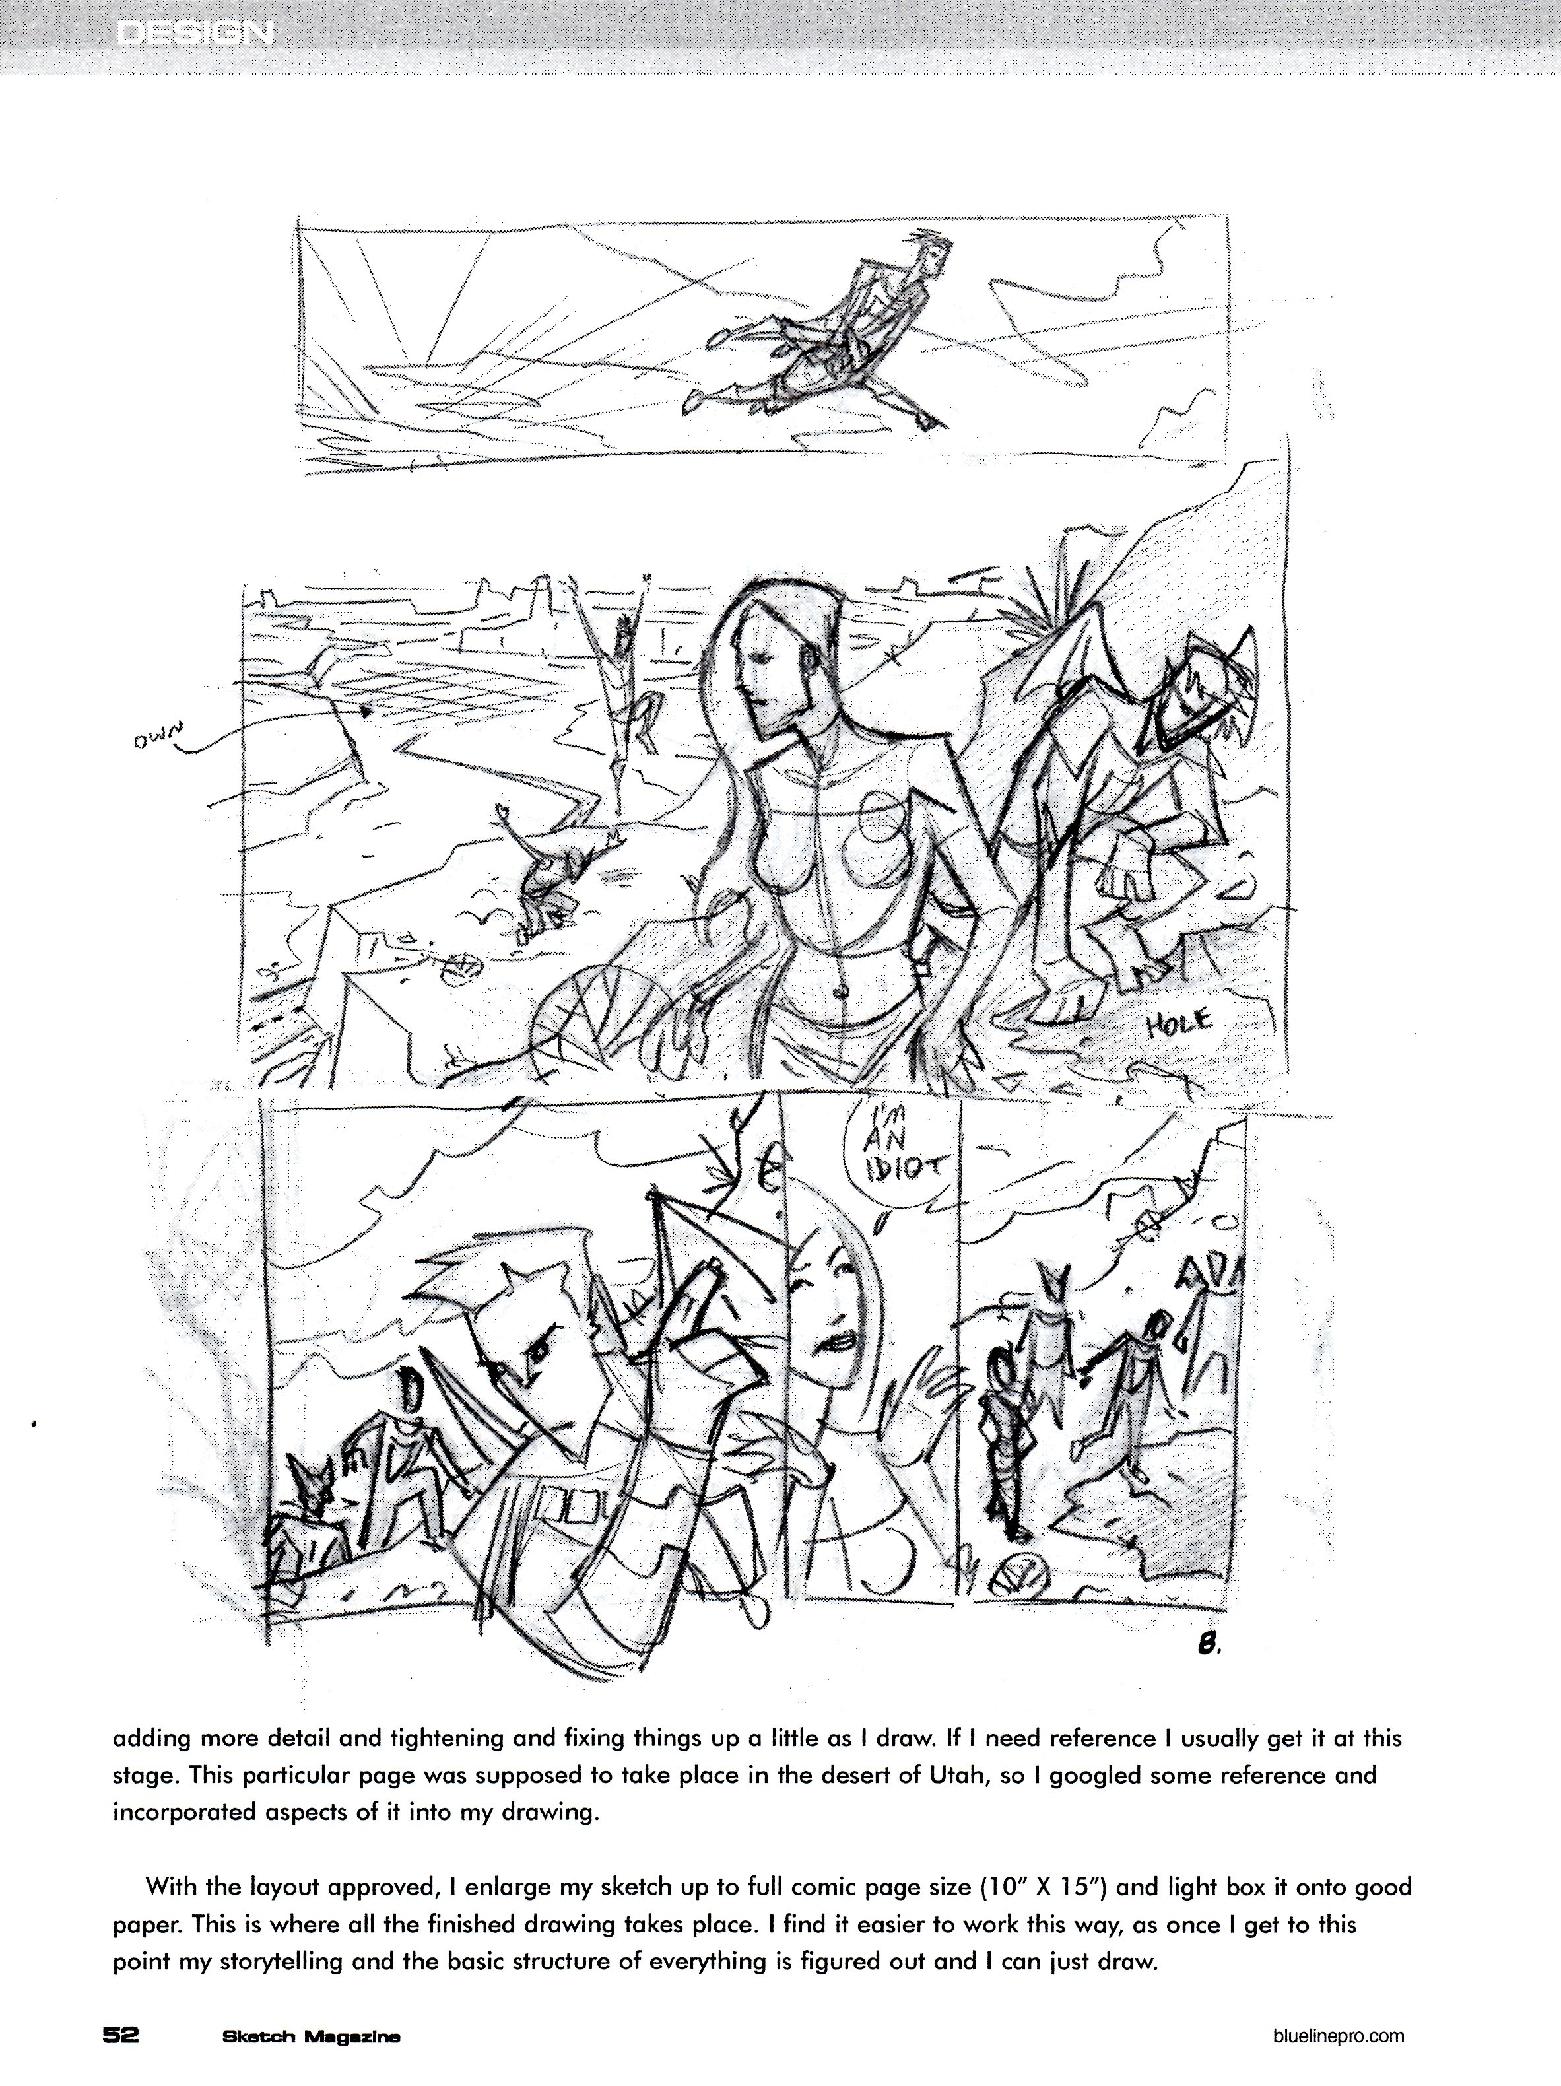 DESIGN
OWN
HOLE
I'M
AN
IDIOT
8.
adding more detail and tightening and fixing things up a little as I draw. If I need reference I usually get it at this
stage. This particular page was supposed to take place in the desert of Utah, so I googled some reference and
incorporated aspects of it into my drawing.
With the layout approved, I enlarge my sketch up to full comic page size (10" X 15") and light box it onto good
paper. This is where all the finished drawing takes place. I find it easier to work this way, as once I get to this
point my storytelling and the basic structure of everything is figured out and I can just draw.
52 Sketch Magazine bluelinepro.com